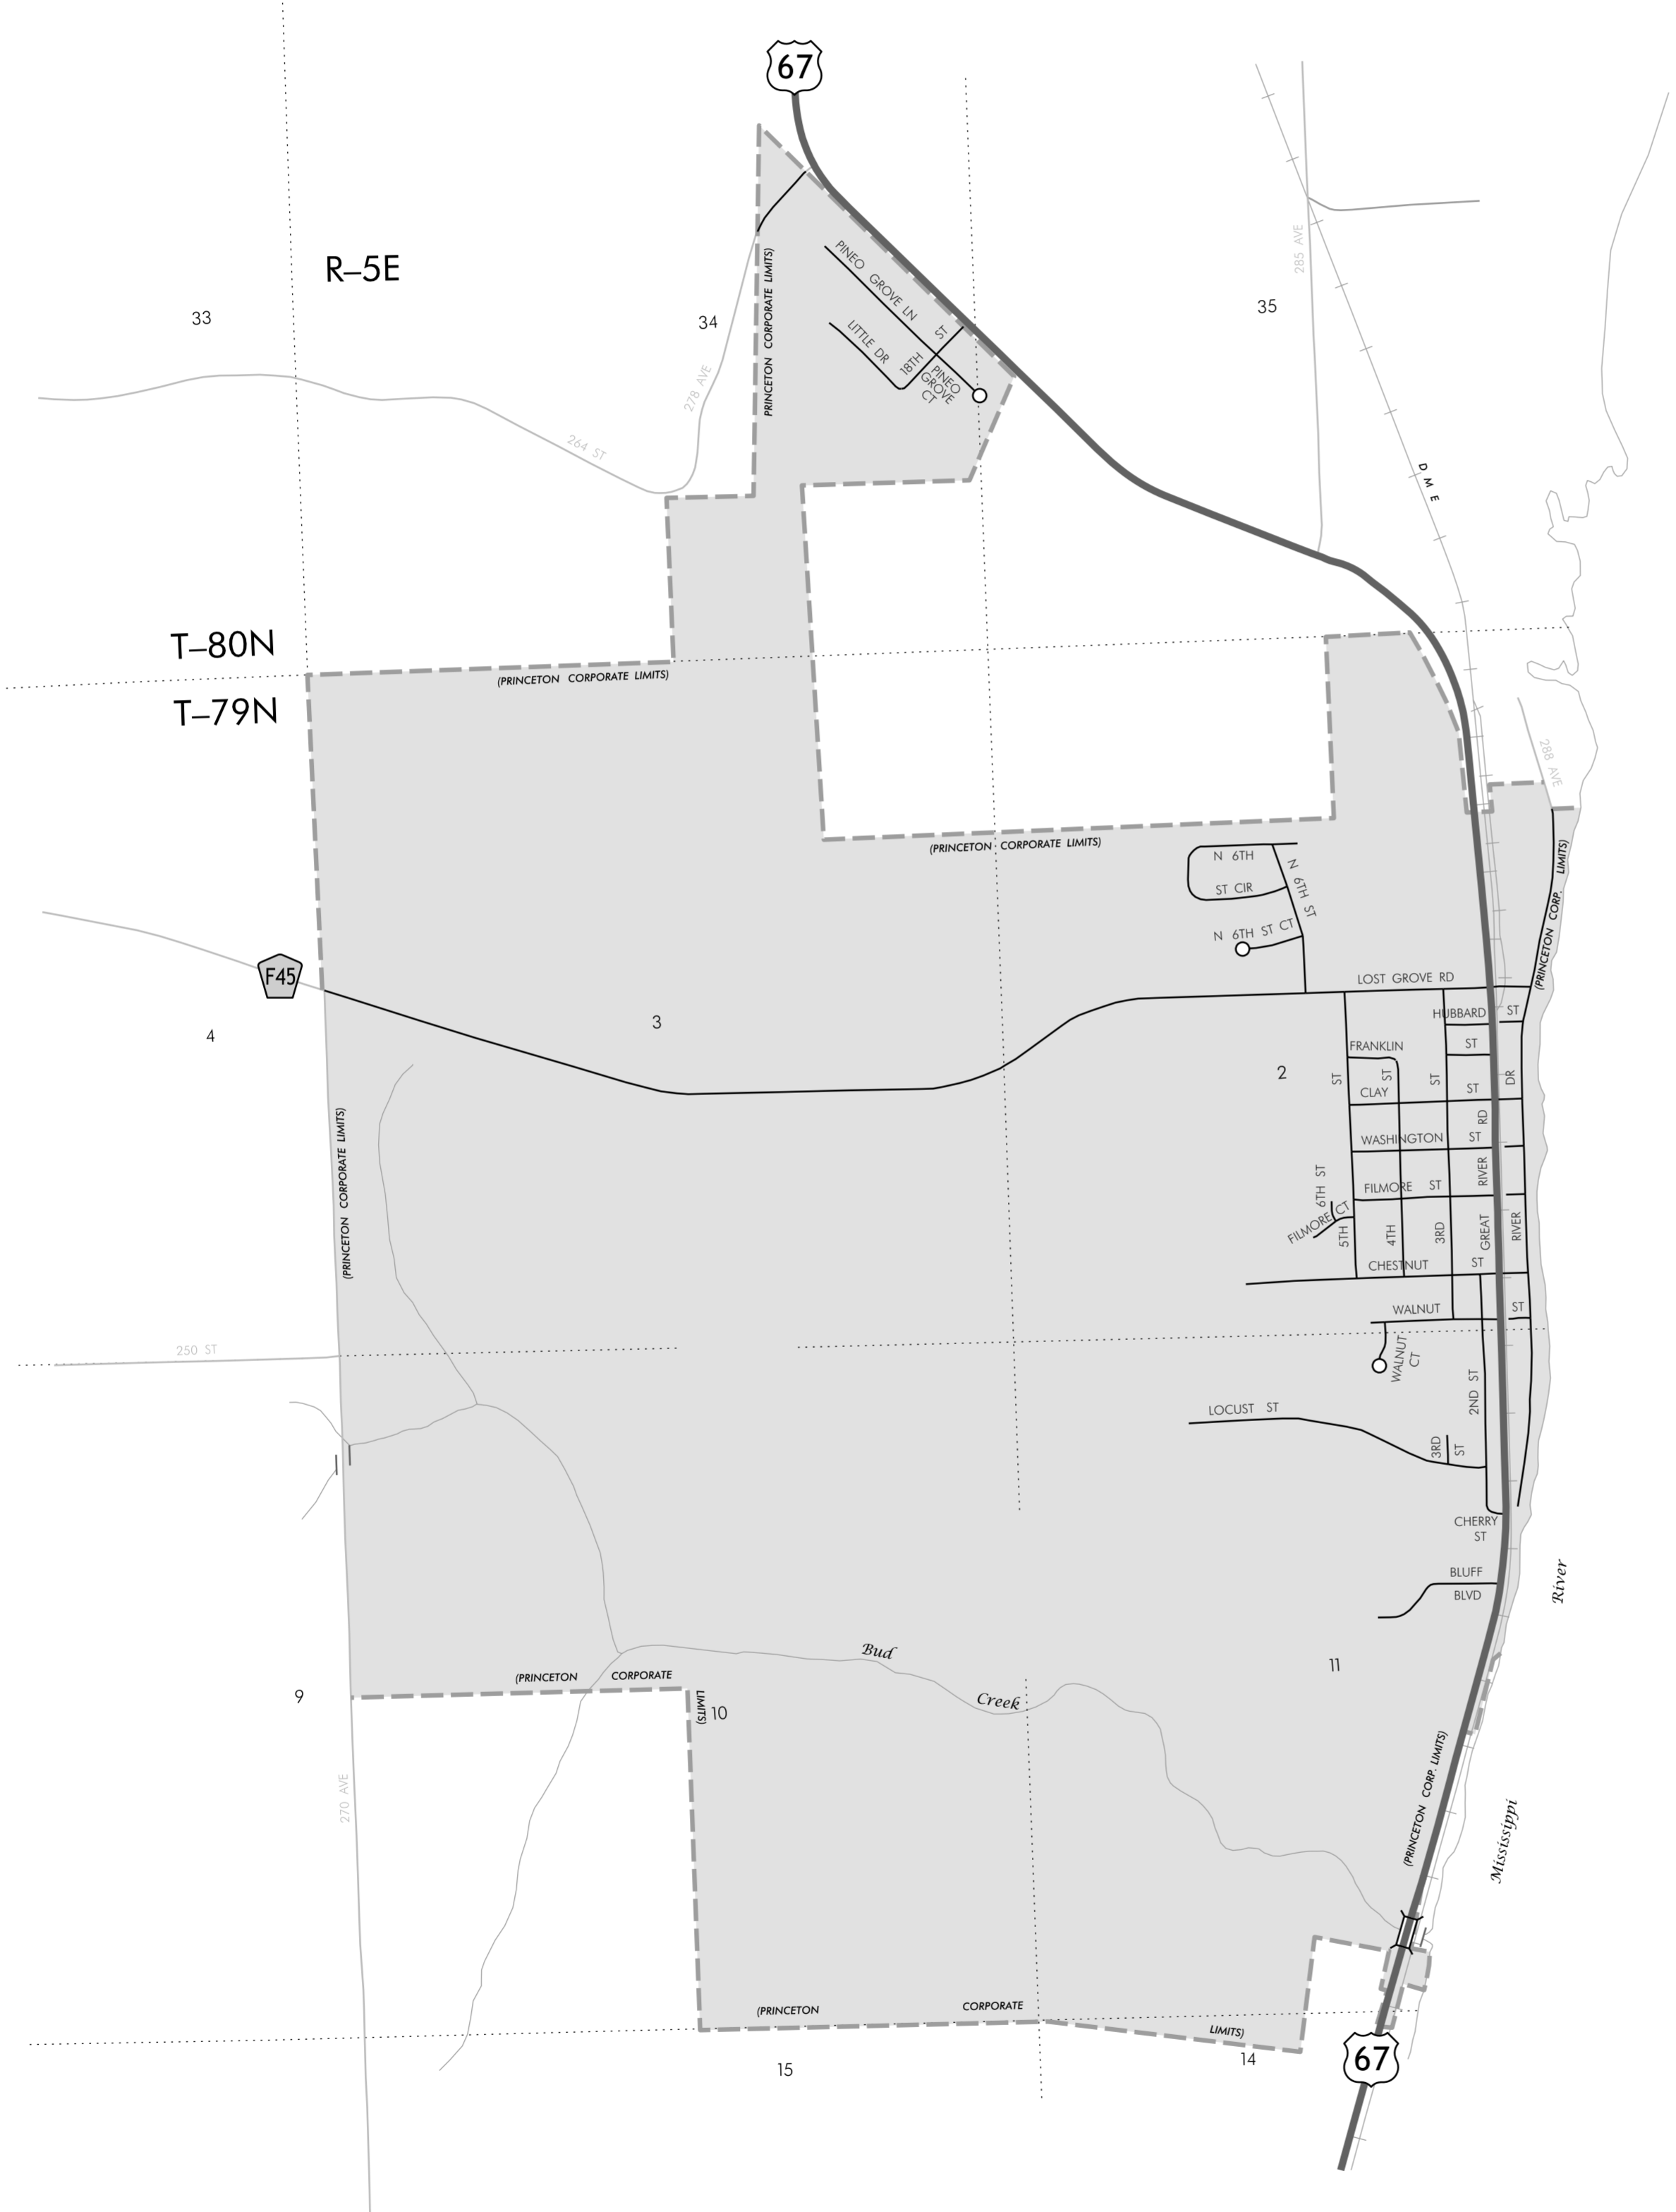 67
R–5E
33
34
35
285 AVE
(PRINCETON CORPORATE LIMITS)
PINEO GROVE LN
LITTLE DR
18TH ST
PINEO
GROVE
CT
278 AVE
264 ST
D M E
T–80N
T–79N
(PRINCETON CORPORATE LIMITS)
288 AVE
(PRINCETON CORPORATE LIMITS)
N 6TH
ST CIR
N 6TH ST
N 6TH ST CT
(PRINCETON CORP. LIMITS)
F45
LOST GROVE RD
HUBBARD ST
4
3
2
FRANKLIN ST
CLAY ST
WASHINGTON ST
FILMORE ST
6TH ST
FILMORE CT
5TH ST
4TH ST
3RD ST
GREAT RIVER RD
RIVER DR
CHESTNUT ST
WALNUT ST
(PRINCETON CORPORATE LIMITS)
250 ST
WALNUT
CT
2ND ST
LOCUST ST
3RD ST
CHERRY
ST
BLUFF
BLVD
River
Bud
Creek
11
9
(PRINCETON CORPORATE
LIMITS)
10
270 AVE
(PRINCETON CORP. LIMITS)
Mississippi
(PRINCETON CORPORATE
LIMITS)
15
14
67